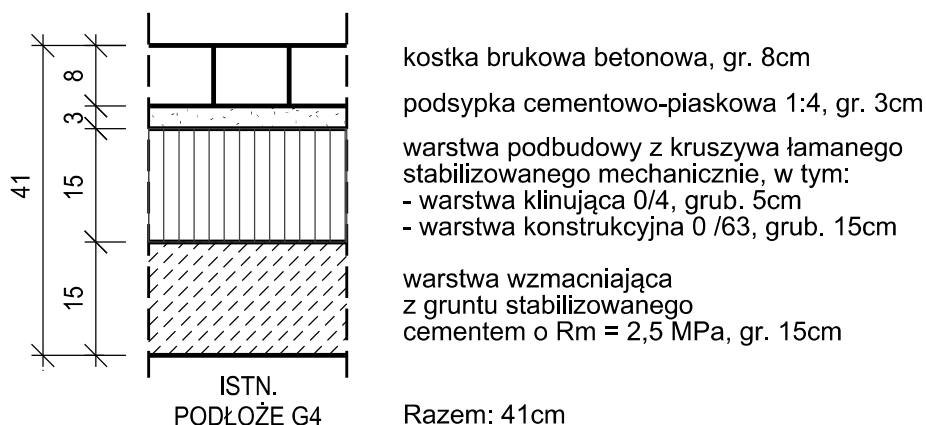 kostka brukowa betonowa, gr. 8cm
podsypka cementowo-piaskowa 1:4, gr. 3cm
warstwa podbudowy z kruszywa łamanego
stabilizowanego mechanicznie, w tym:
- warstwa klinująca 0/4, grub. 5cm
- warstwa konstrukcyjna 0 /63, grub. 15cm
warstwa wzmacniająca
z gruntu stabilizowanego
cementem o Rm = 2,5 MPa, gr. 15cm
8
3
15
15
41
ISTN.
PODŁOŻE G4
Razem: 41cm